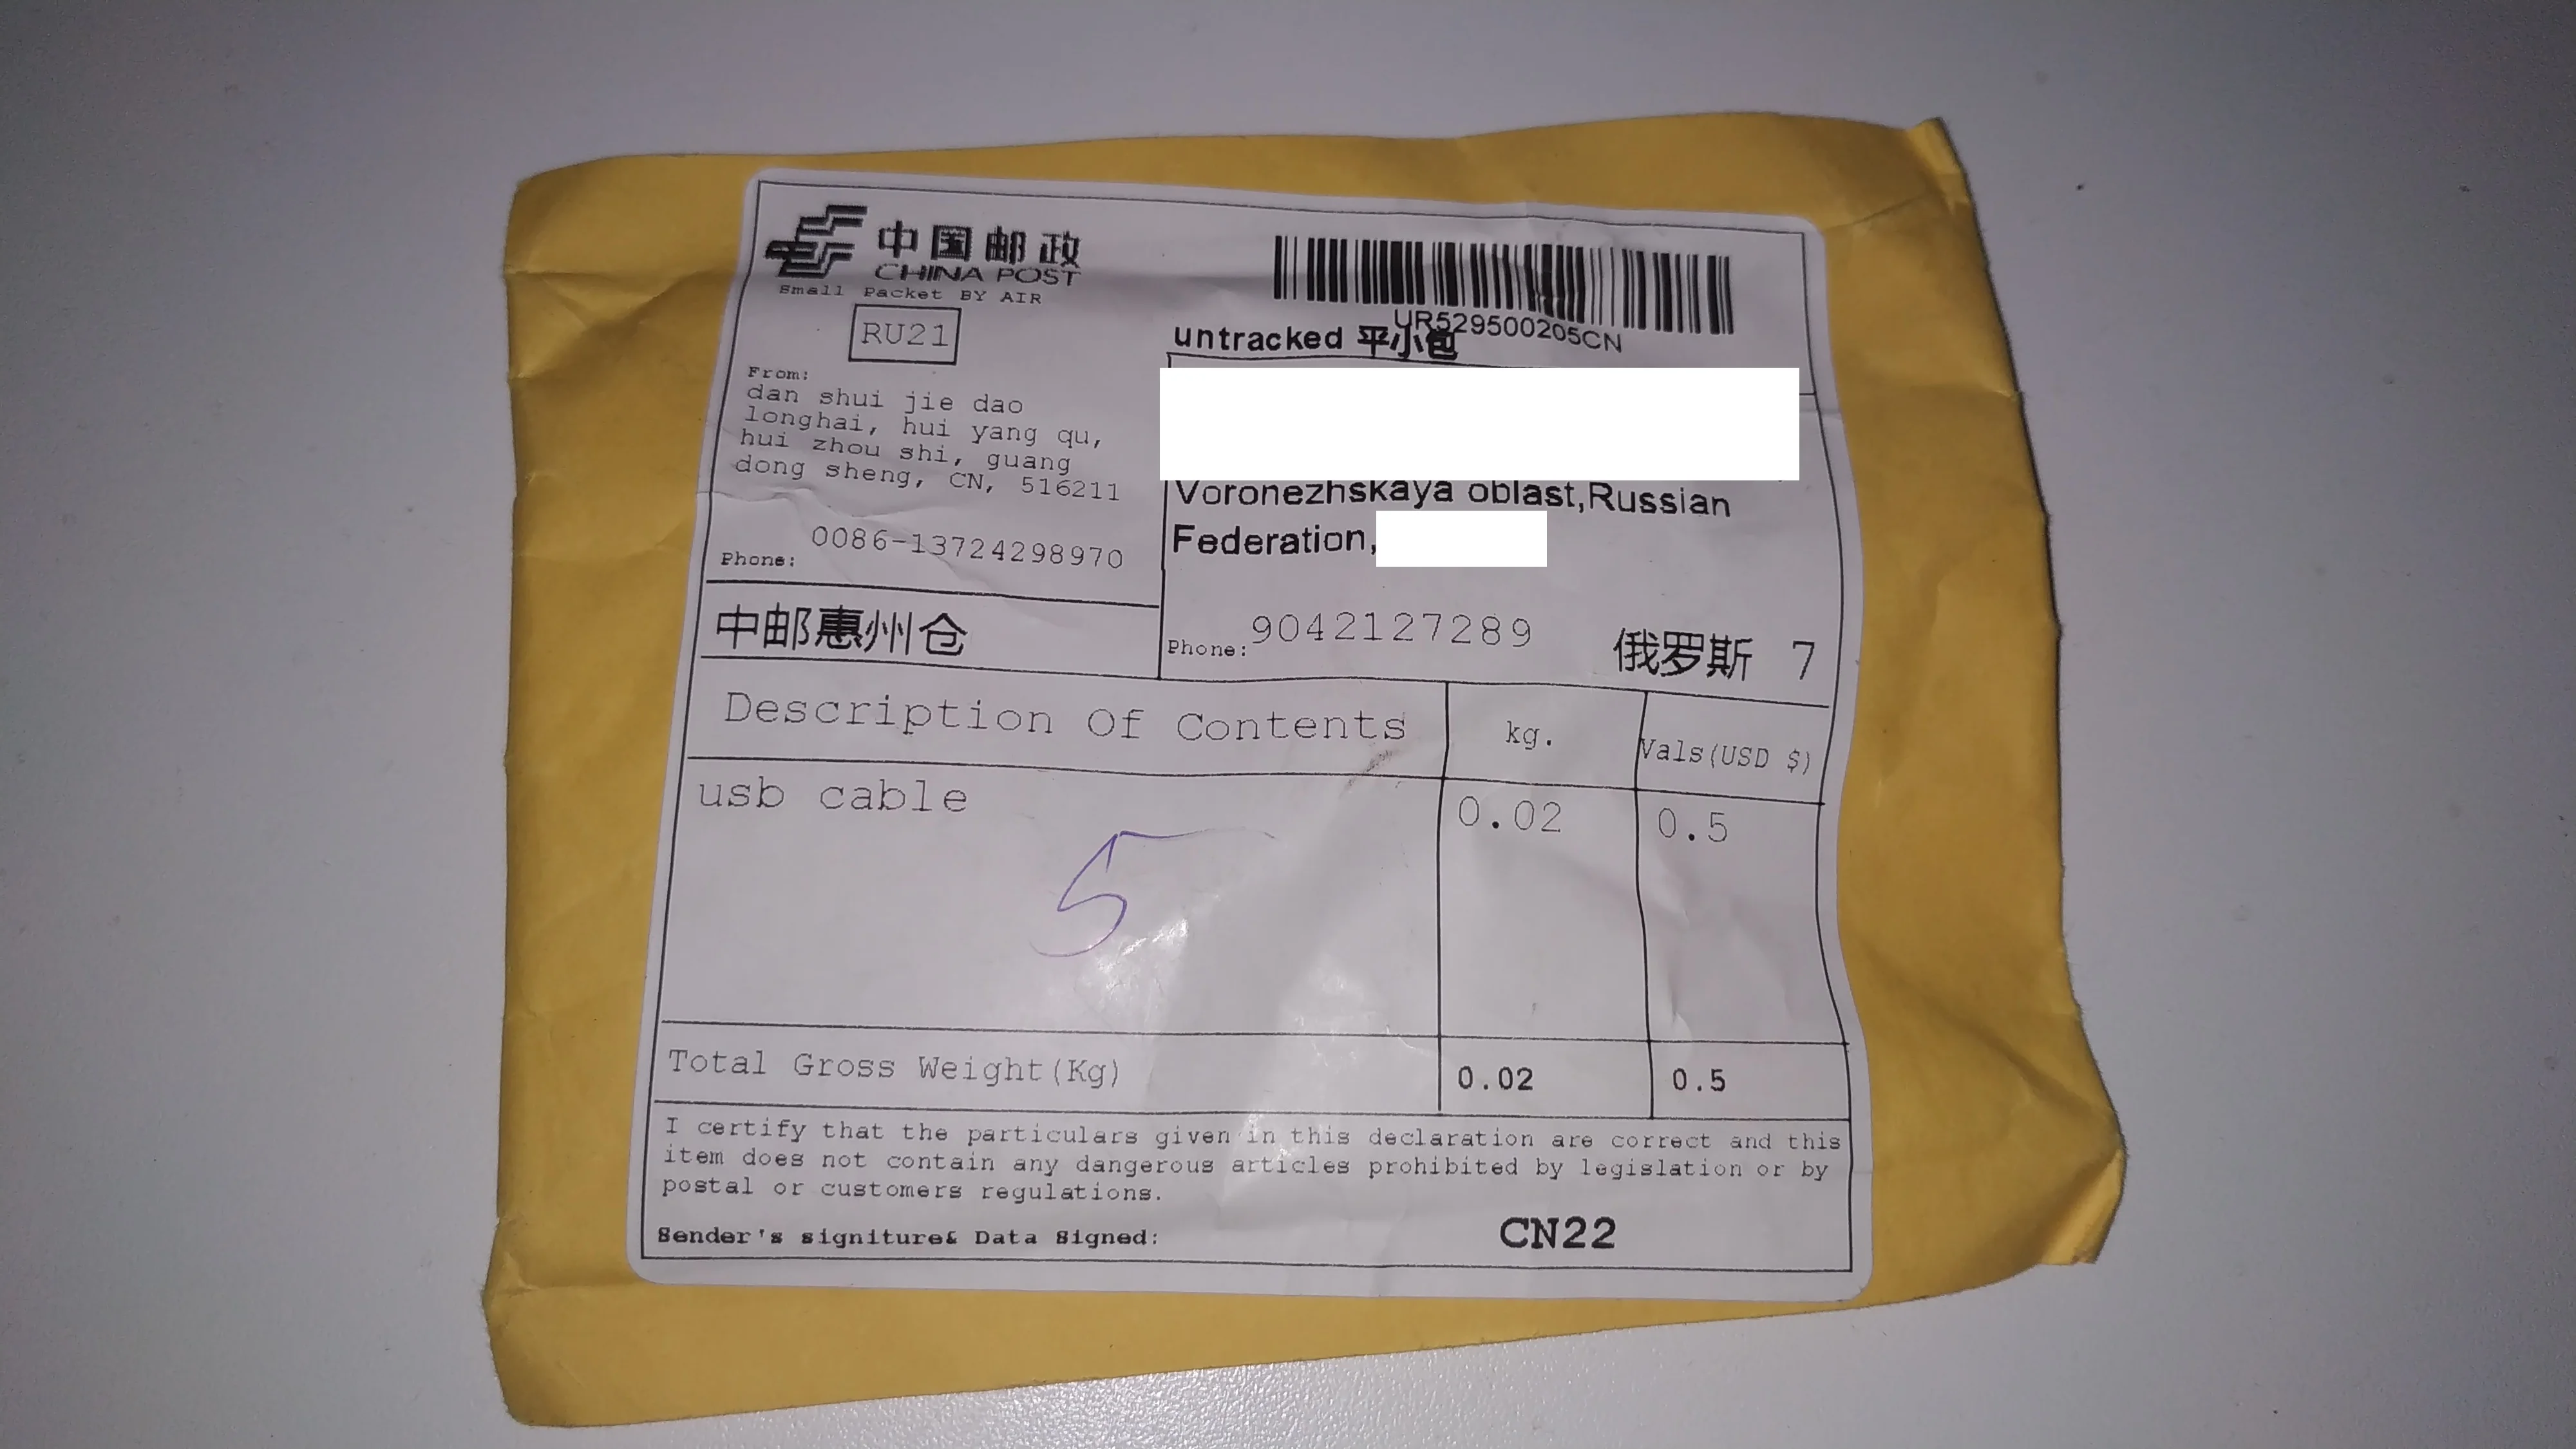 中国邮政
CHINA POST
Small Packet BY AIR
RU21
UR529500205CN
untracked 平小包
From:
dan shui jie dao
longhai, hui yang qu,
hui zhou shi, guang
dong sheng, CN, 516211
Phone: 0086-13724298970
Voronezhskaya oblast,Russian
Federation,
Phone: 9042127289
俄罗斯 7
中邮惠州仓
Description Of Contents kg. Vals(USD $)
usb cable 0.02 0.5
5
Total Gross Weight(Kg) 0.02 0.5
I certify that the particulars given in this declaration are correct and this
item does not contain any dangerous articles prohibited by legislation or by
postal or customers regulations.
Sender's signiture& Data Signed: CN22